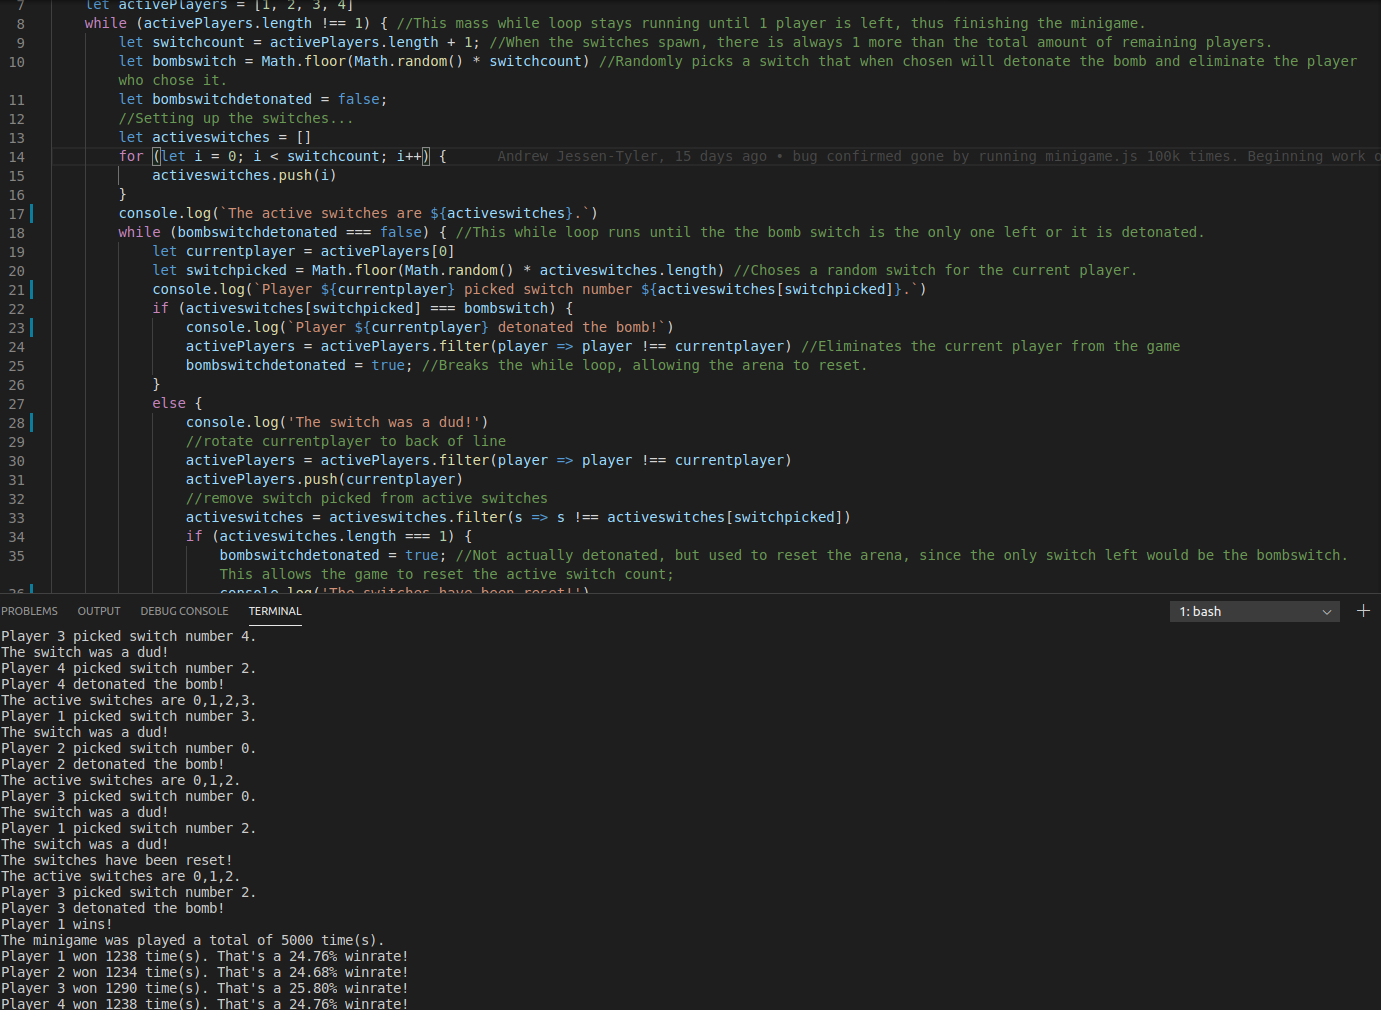 7 let activePlayers = [1, 2, 3, 4]
8 while (activePlayers.length !== 1) { //This mass while loop stays running until 1 player is left, thus finishing the minigame.
9 let switchcount = activePlayers.length + 1; //When the switches spawn, there is always 1 more than the total amount of remaining players.
10 let bombswitch = Math.floor(Math.random() * switchcount) //Randomly picks a switch that when chosen will detonate the bomb and eliminate the player
who chose it.
11 let bombswitchdetonated = false;
12 //Setting up the switches...
13 let activeswitches = []
14 for (let i = 0; i < switchcount; i++) { Andrew Jessen-Tyler, 15 days ago • bug confirmed gone by running minigame.js 100k times. Beginning work
15 activeswitches.push(i)
16 }
17 console.log(`The active switches are ${activeswitches}.`)
18 while (bombswitchdetonated === false) { //This while loop runs until the the bomb switch is the only one left or it is detonated.
19 let currentplayer = activePlayers[0]
20 let switchpicked = Math.floor(Math.random() * activeswitches.length) //Choses a random switch for the current player.
21 console.log(`Player ${currentplayer} picked switch number ${activeswitches[switchpicked]}.`)
22 if (activeswitches[switchpicked] === bombswitch) {
23 console.log(`Player ${currentplayer} detonated the bomb!`)
24 activePlayers = activePlayers.filter(player => player !== currentplayer) //Eliminates the current player from the game
25 bombswitchdetonated = true; //Breaks the while loop, allowing the arena to reset.
26 }
27 else {
28 console.log('The switch was a dud!')
29 //rotate currentplayer to back of line
30 activePlayers = activePlayers.filter(player => player !== currentplayer)
31 activePlayers.push(currentplayer)
32 //remove switch picked from active switches
33 activeswitches = activeswitches.filter(s => s !== activeswitches[switchpicked])
34 if (activeswitches.length === 1) {
35 bombswitchdetonated = true; //Not actually detonated, but used to reset the arena, since the only switch left would be the bombswitch.
This allows the game to reset the active switch count;
36 console.log('The switches have been reset!')
PROBLEMS OUTPUT DEBUG CONSOLE TERMINAL 1: bash
Player 3 picked switch number 4.
The switch was a dud!
Player 4 picked switch number 2.
Player 4 detonated the bomb!
The active switches are 0,1,2,3.
Player 1 picked switch number 3.
The switch was a dud!
Player 2 picked switch number 0.
Player 2 detonated the bomb!
The active switches are 0,1,2.
Player 3 picked switch number 0.
The switch was a dud!
Player 1 picked switch number 2.
The switch was a dud!
The switches have been reset!
The active switches are 0,1,2.
Player 3 picked switch number 2.
Player 3 detonated the bomb!
Player 1 wins!
The minigame was played a total of 5000 time(s).
Player 1 won 1238 time(s). That's a 24.76% winrate!
Player 2 won 1234 time(s). That's a 24.68% winrate!
Player 3 won 1290 time(s). That's a 25.80% winrate!
Player 4 won 1238 time(s). That's a 24.76% winrate!